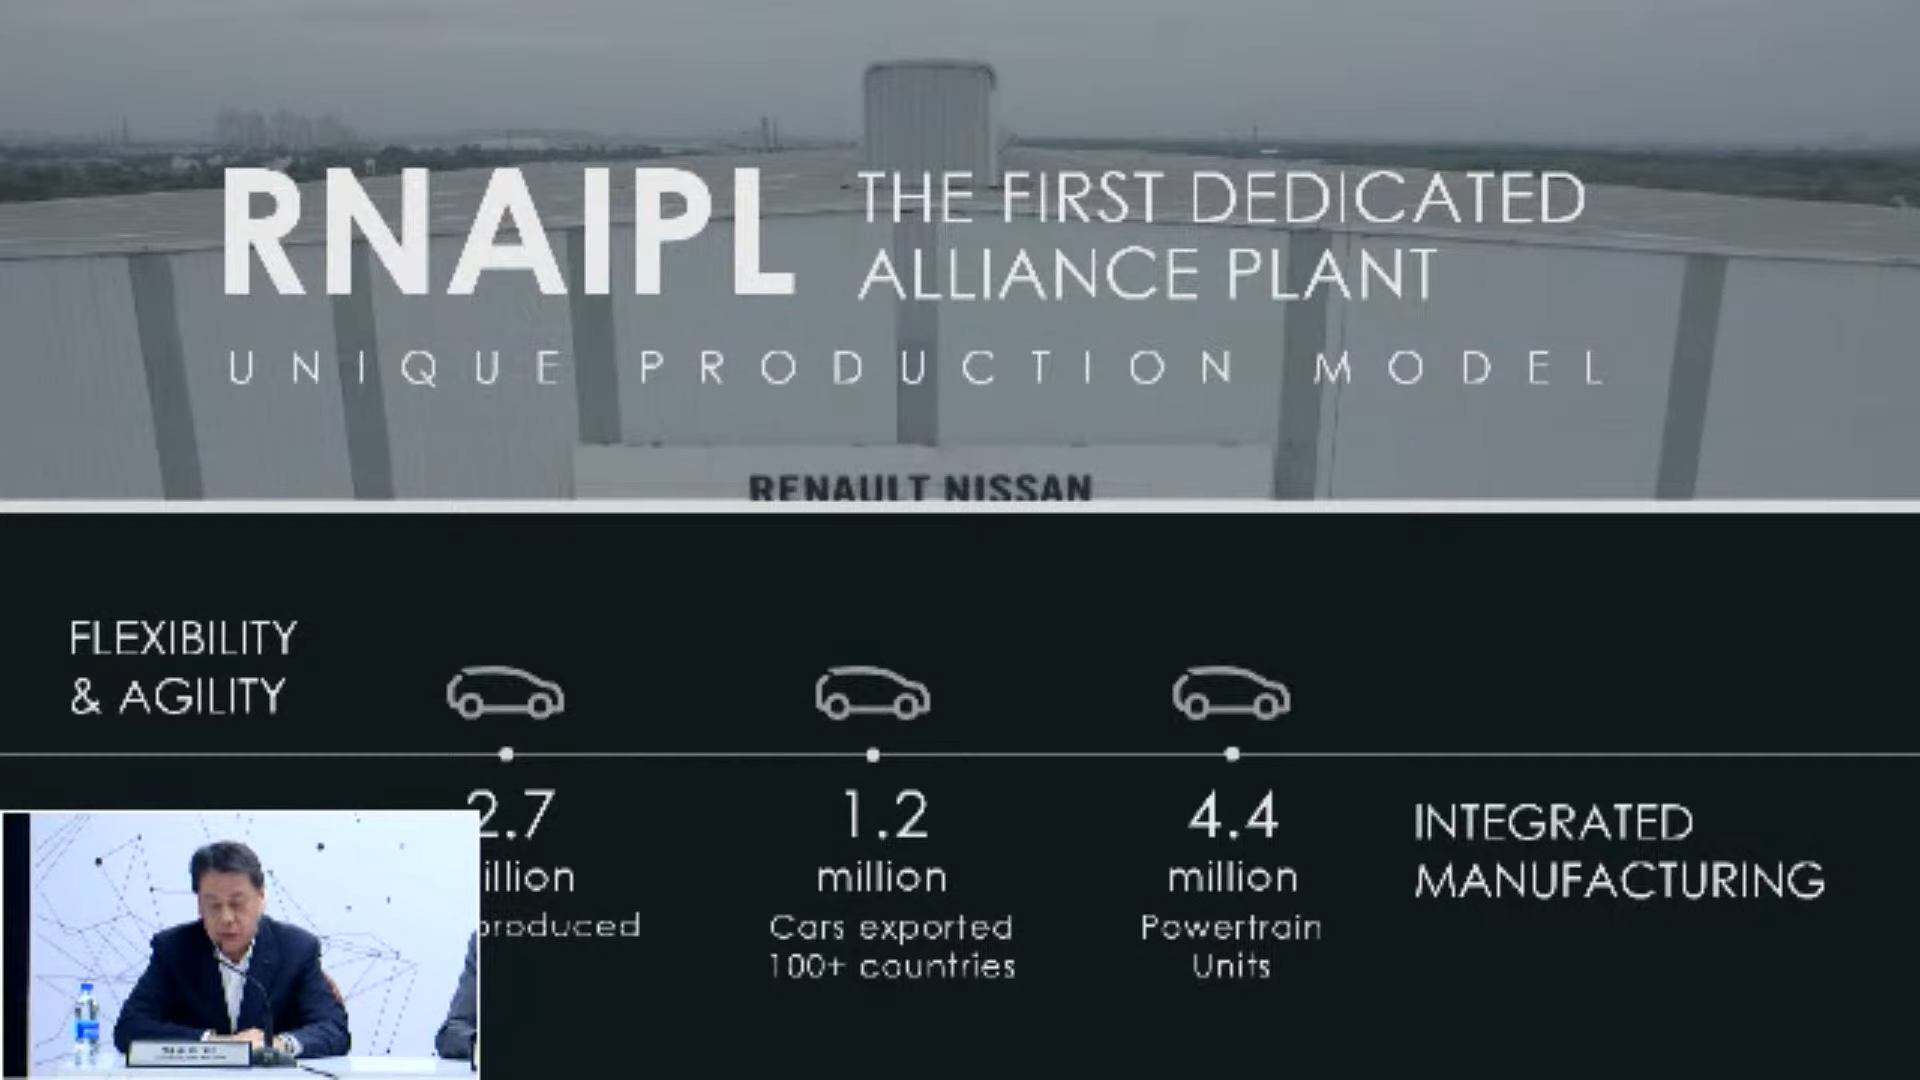 RNAIPL
THE FIRST DEDICATED
ALLIANCE PLANT
UNIQUE PRODUCTION MODEL
RENAULT NISSAN
FLEXIBILITY
& AGILITY
2.7
illion
produced
1.2
million
Cars exported
100+ countries
4.4
million
Powertrain
Units
INTEGRATED
MANUFACTURING